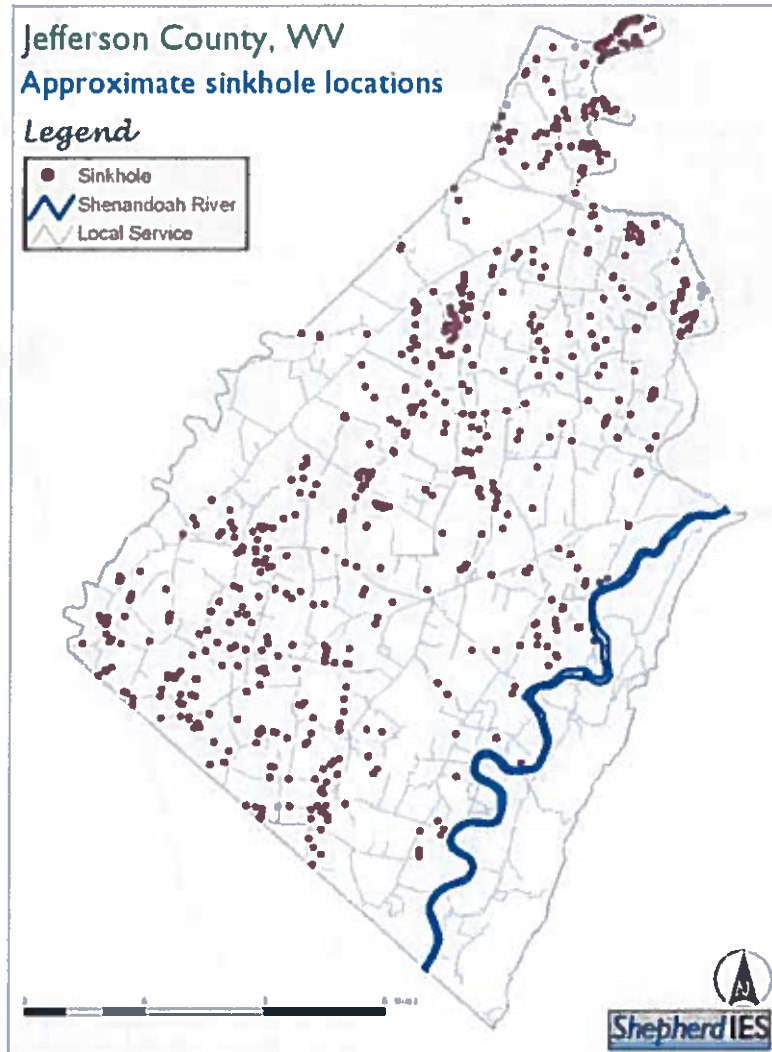 Jefferson County, WV
Approximate sinkhole locations
Legend
Sinkhole
Shenandoah River
Local Service
N
Shepherd IES